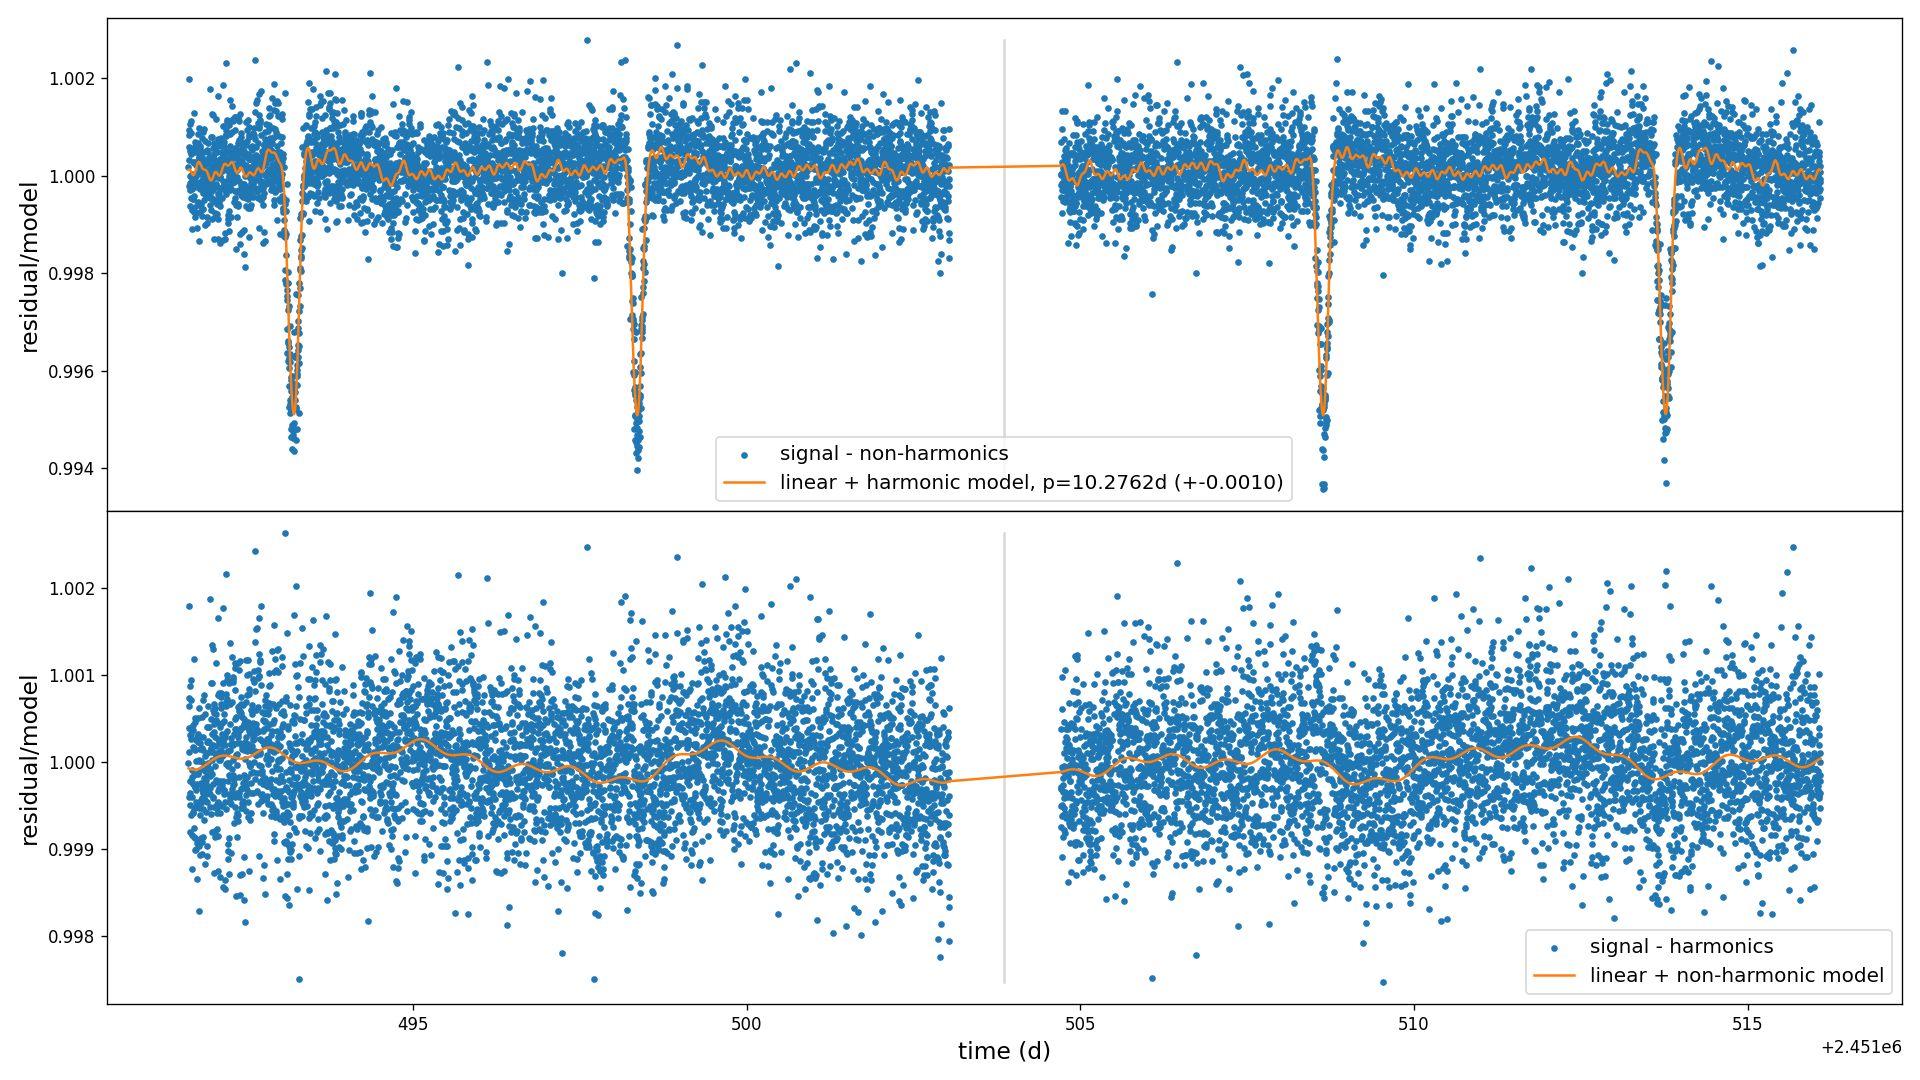 1.002
1.000
0.998
0.996
0.994
residual/model
signal - non-harmonics
linear + harmonic model, p=10.2762d (+-0.0010)
1.002
1.001
1.000
0.999
0.998
residual/model
signal - harmonics
linear + non-harmonic model
495
500
505
510
515
time (d)
+2.451e6